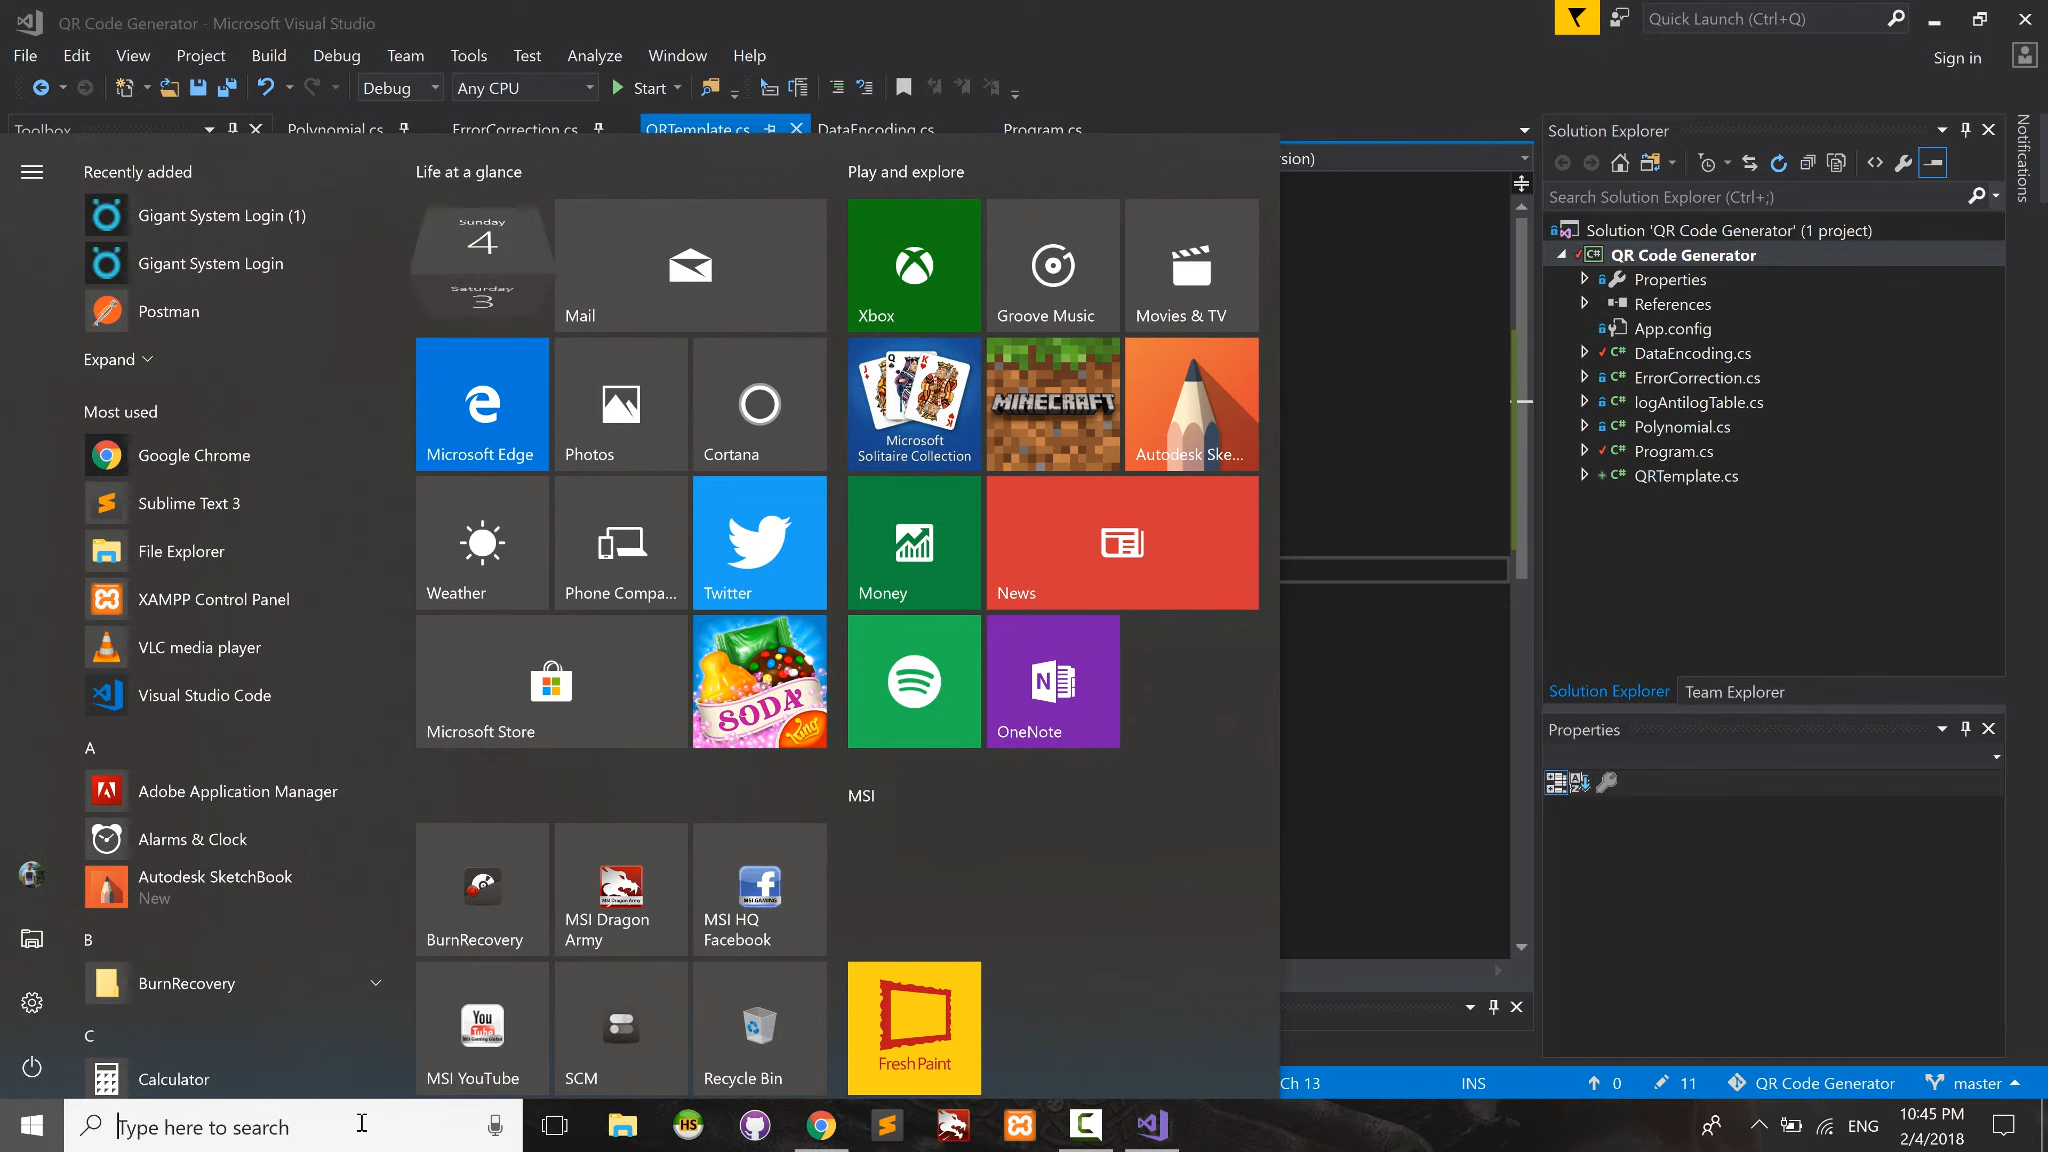 QR Code Generator - Microsoft Visual Studio
Quick Launch (Ctrl+Q)
File Edit View Project Build Debug Team Tools Test Analyze Window Help
Sign in
Debug Any CPU Start
Toolbox Polynomial.cs ErrorCorrection.cs QRTemplate.cs DataEncoding.cs Program.cs
sion)
Solution Explorer
Notifications
Search Solution Explorer (Ctrl+;)
Solution 'QR Code Generator' (1 project)
QR Code Generator
Properties
References
App.config
DataEncoding.cs
ErrorCorrection.cs
logAntilogTable.cs
Polynomial.cs
Program.cs
QRTemplate.cs
Solution Explorer Team Explorer
Properties
Recently added
Gigant System Login (1)
Gigant System Login
Postman
Expand
Most used
Google Chrome
Sublime Text 3
File Explorer
XAMPP Control Panel
VLC media player
Visual Studio Code
A
Adobe Application Manager
Alarms & Clock
Autodesk SketchBook
New
B
BurnRecovery
C
Calculator
Life at a glance
Sunday
4
Saturday
3
Mail
Microsoft Edge
Photos
Cortana
Weather
Phone Compa...
Twitter
Microsoft Store
SODA
King
BurnRecovery
MSI Dragon Army
MSI HQ Facebook
MSI YouTube
SCM
Recycle Bin
Play and explore
Xbox
Groove Music
Movies & TV
Microsoft
Solitaire Collection
MINECRAFT
Autodesk Ske...
Money
News
OneNote
MSI
Fresh Paint
Ch 13 INS 0 11 QR Code Generator master
Type here to search
ENG
10:45 PM
2/4/2018